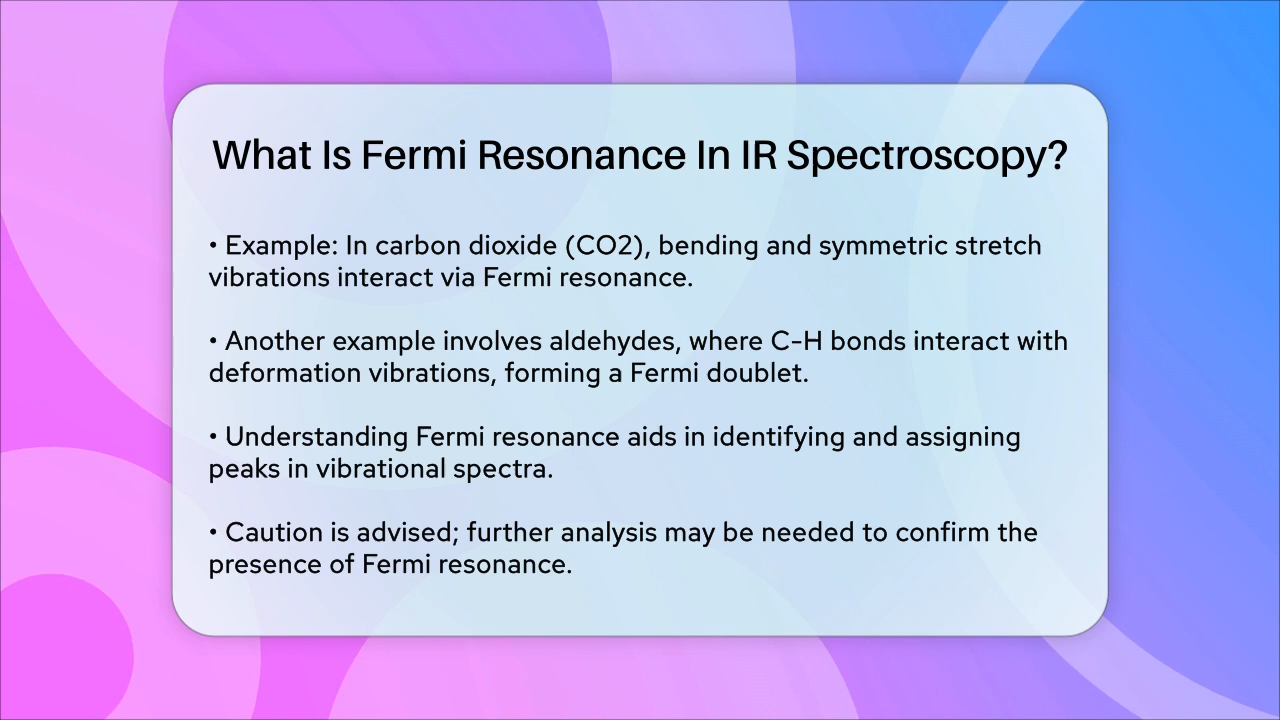 What Is Fermi Resonance In IR Spectroscopy?
• Example: In carbon dioxide (CO2), bending and symmetric stretch
vibrations interact via Fermi resonance.
• Another example involves aldehydes, where C-H bonds interact with
deformation vibrations, forming a Fermi doublet.
• Understanding Fermi resonance aids in identifying and assigning
peaks in vibrational spectra.
• Caution is advised; further analysis may be needed to confirm the
presence of Fermi resonance.